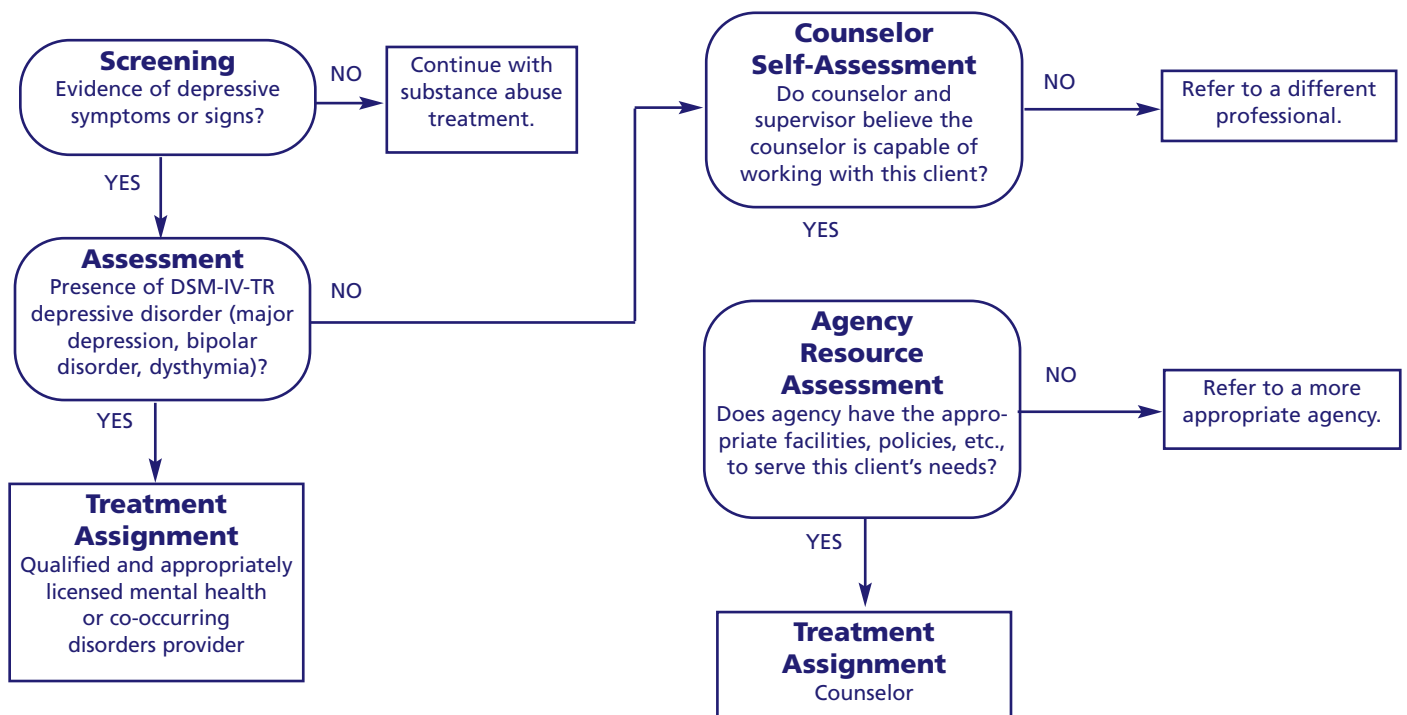 Screening
Evidence of depressive
symptoms or signs?
NO
Continue with
substance abuse
treatment.
YES
Assessment
Presence of DSM-IV-TR
depressive disorder (major
depression, bipolar
disorder, dysthymia)?
NO
YES
Treatment
Assignment
Qualified and appropriately
licensed mental health
or co-occurring
disorders provider
Counselor
Self-Assessment
Do counselor and
supervisor believe the
counselor is capable of
working with this client?
NO
Refer to a different
professional.
YES
Agency
Resource
Assessment
Does agency have the appro-
priate facilities, policies, etc.,
to serve this client's needs?
NO
Refer to a more
appropriate agency.
YES
Treatment
Assignment
Counselor